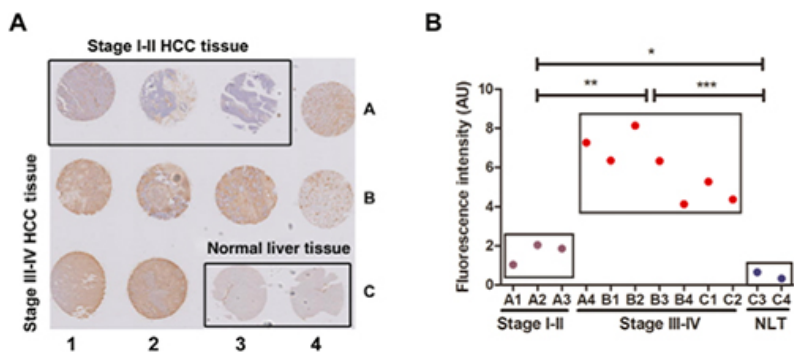 A
Stage I-II HCC tissue
Stage III-IV HCC tissue
A
B
Normal liver tissue
C
1 2 3 4
B
*
** ***
Fluorescence intensity (AU)
10
8
6
4
2
0
A1 A2 A3 A4 B1 B2 B3 B4 C1 C2 C3 C4
Stage I-II Stage III-IV NLT